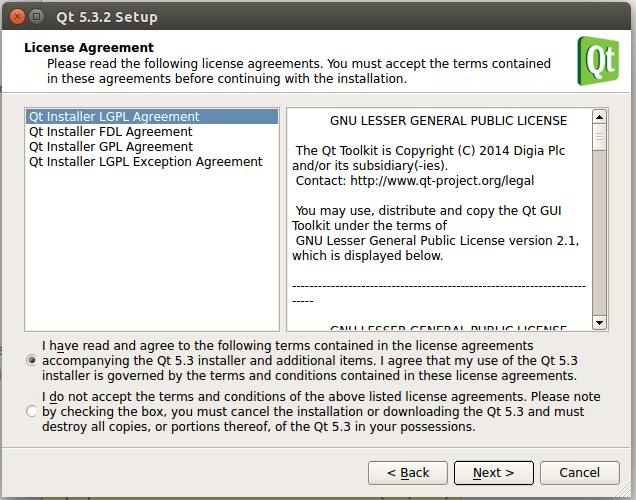 Qt 5.3.2 Setup
License Agreement
Please read the following license agreements. You must accept the terms contained
in these agreements before continuing with the installation.
Qt
Qt Installer LGPL Agreement
Qt Installer FDL Agreement
Qt Installer GPL Agreement
Qt Installer LGPL Exception Agreement
GNU LESSER GENERAL PUBLIC LICENSE
The Qt Toolkit is Copyright (C) 2014 Digia Plc
and/or its subsidiary(-ies).
Contact: http://www.qt-project.org/legal
You may use, distribute and copy the Qt GUI
Toolkit under the terms of
GNU Lesser General Public License version 2.1,
which is displayed below.
-------------------------------------------------------------------
-----
GNU LESSER GENERAL PUBLIC LICENSE
I have read and agree to the following terms contained in the license agreements
accompanying the Qt 5.3 installer and additional items. I agree that my use of the Qt 5.3
installer is governed by the terms and conditions contained in these license agreements.
I do not accept the terms and conditions of the above listed license agreements. Please note
by checking the box, you must cancel the installation or downloading the Qt 5.3 and must
destroy all copies, or portions thereof, of the Qt 5.3 in your possessions.
< Back
Next >
Cancel